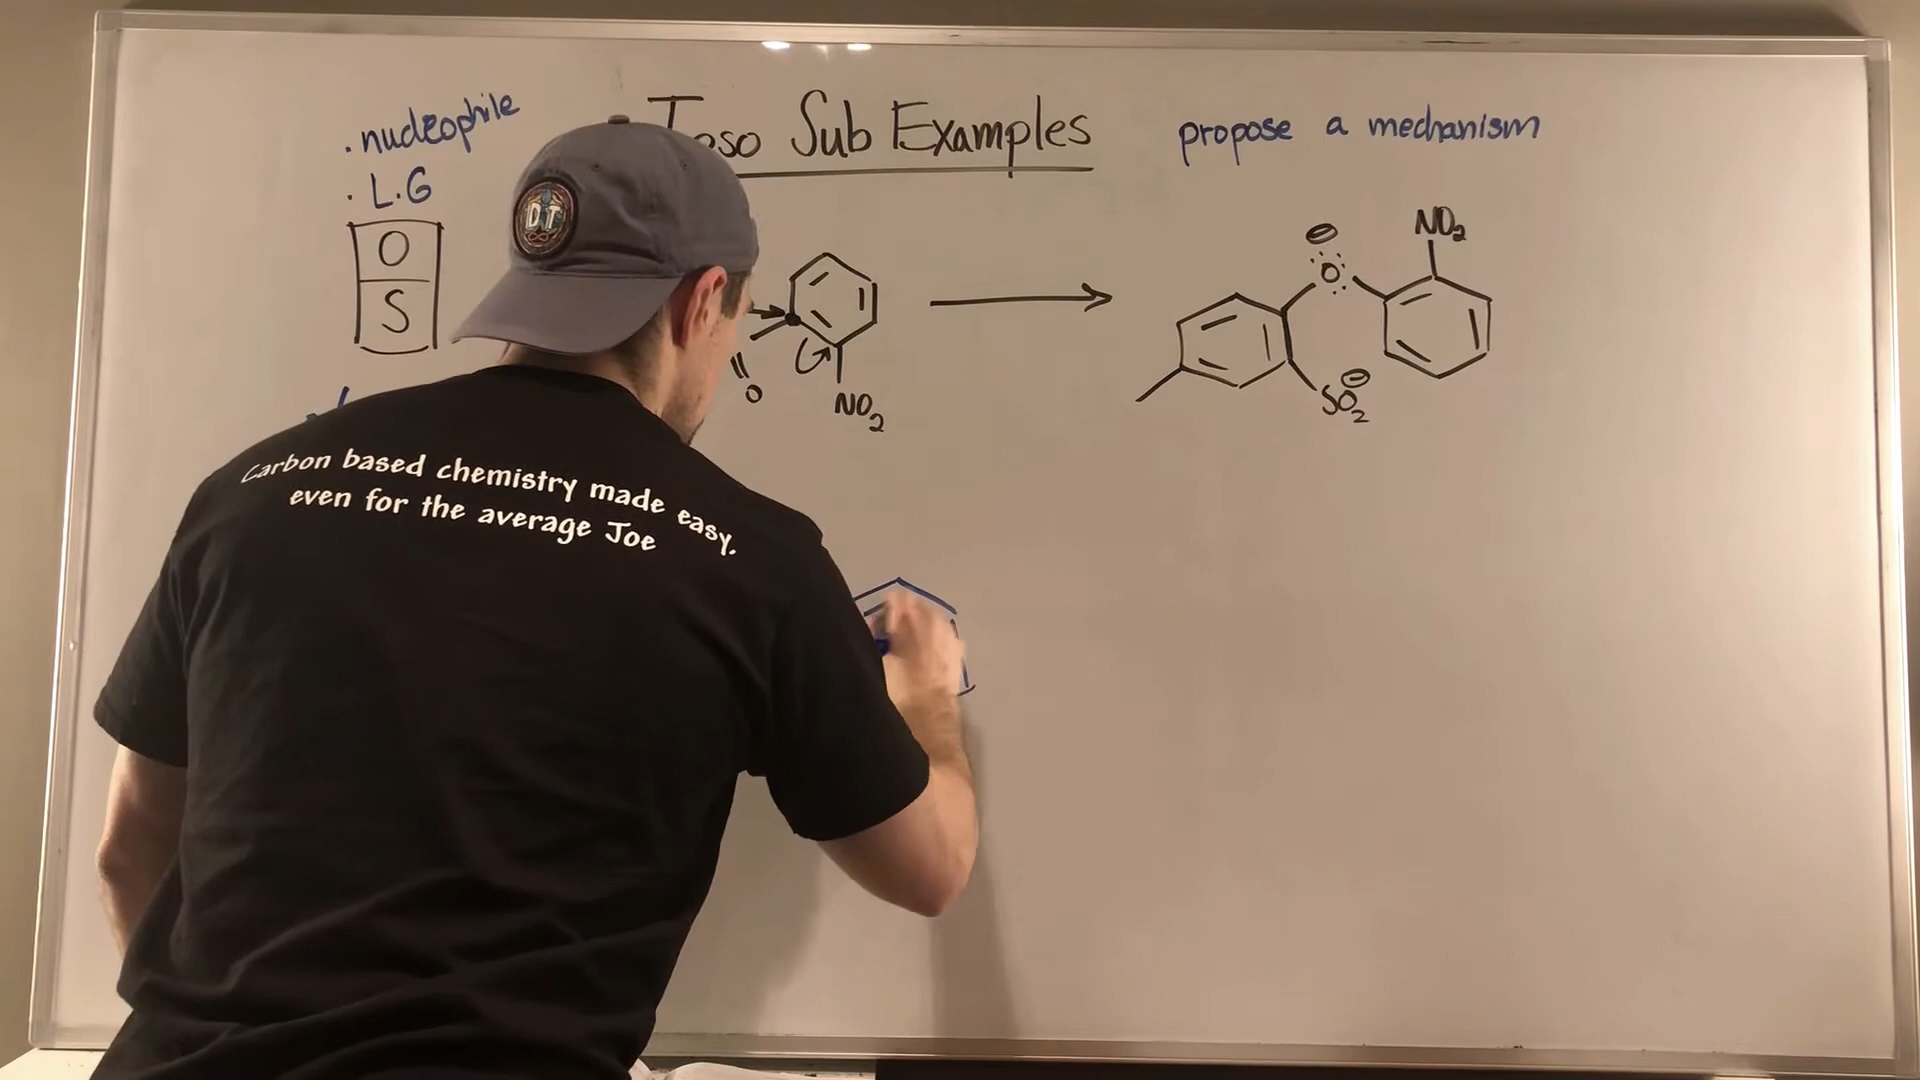 . nucleophile
. L.G
O
S
Ipso Sub Examples
propose a mechanism
DT
O
NO2
⊖
O
NO2
SO2⊖
Carbon based chemistry made easy,
even for the average Joe